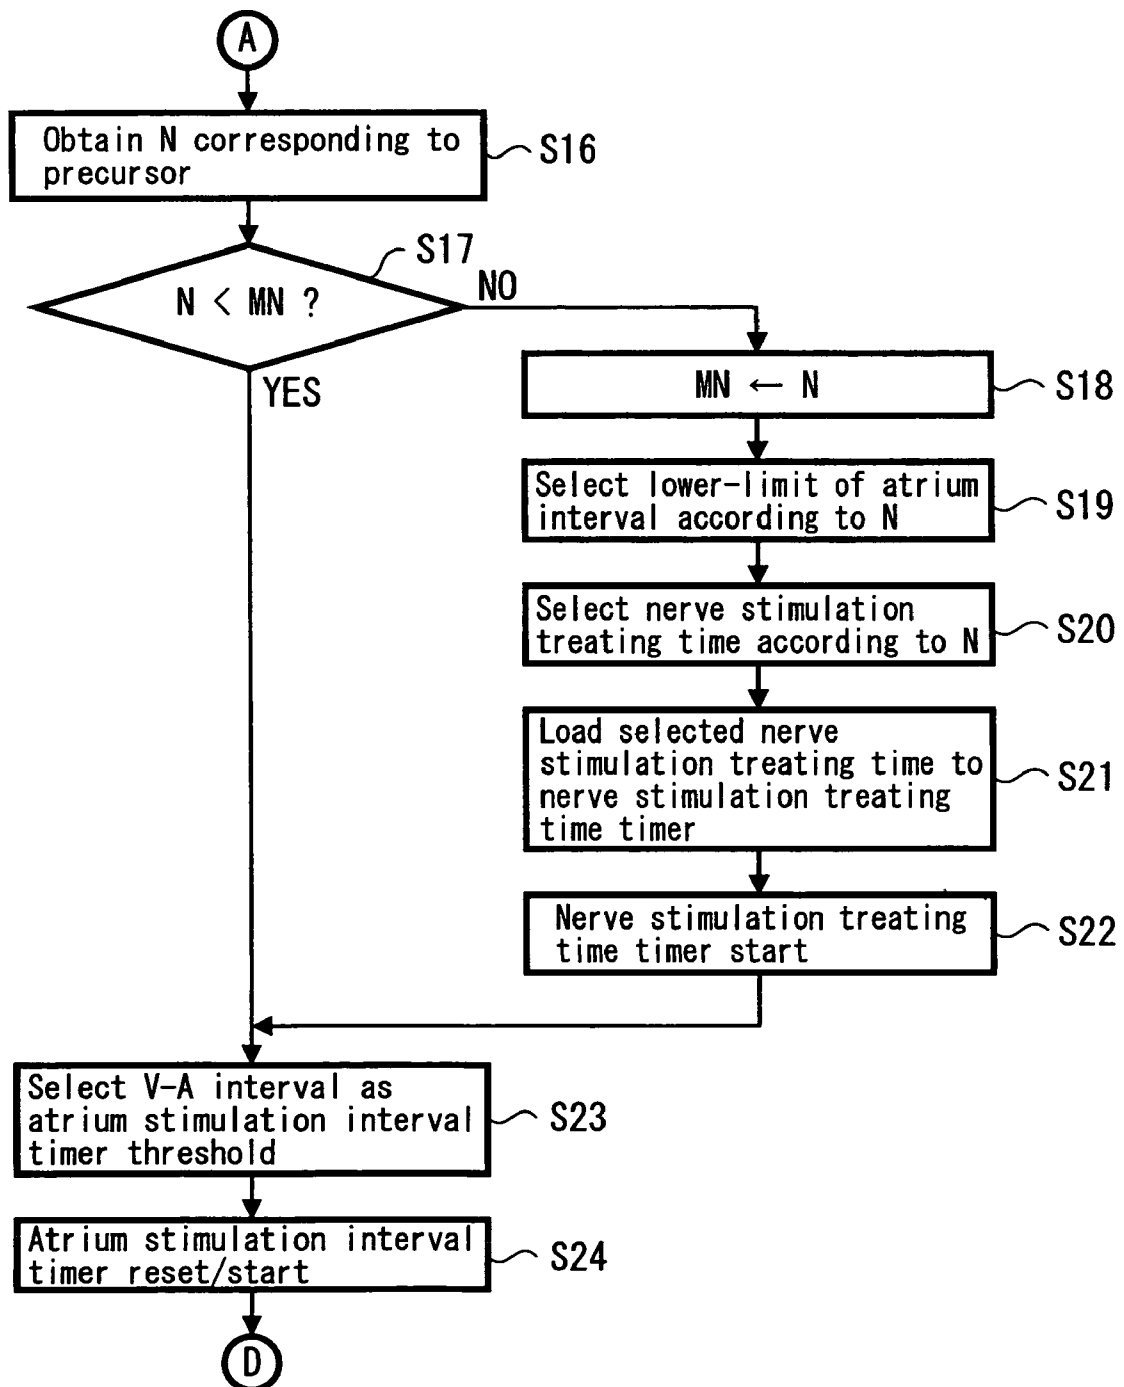 A
Obtain N corresponding to
precursor
S16
S17
N < MN ?
NO
YES
MN ← N
S18
Select lower-limit of atrium
interval according to N
S19
Select nerve stimulation
treating time according to N
S20
Load selected nerve
stimulation treating time to
nerve stimulation treating
time timer
S21
Nerve stimulation treating
time timer start
S22
Select V-A interval as
atrium stimulation interval
timer threshold
S23
Atrium stimulation interval
timer reset/start
S24
D